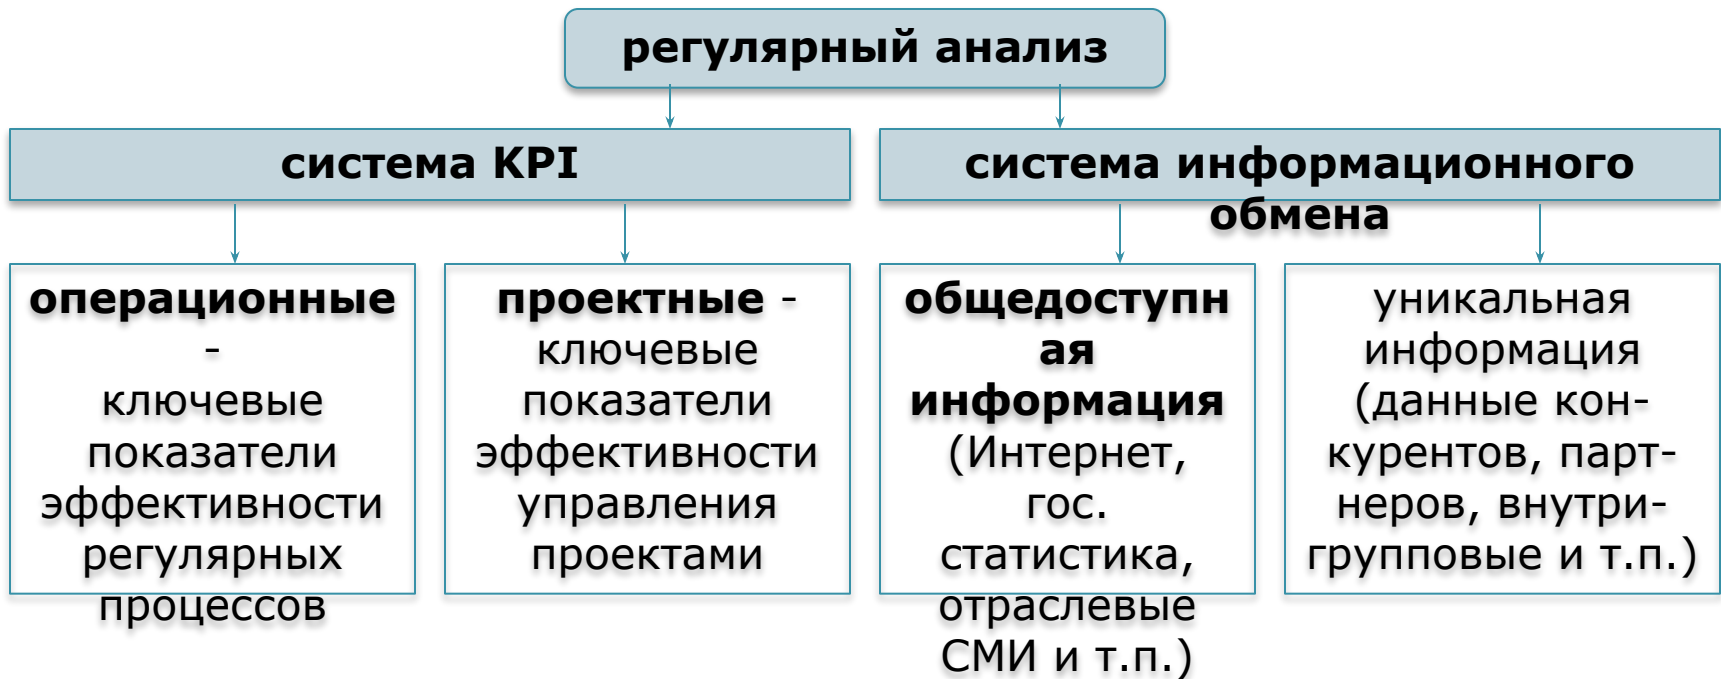 регулярный анализ
система KPI
система информационного
обмена
операционные
-
ключевые
показатели
эффективности
регулярных
процессов
проектные -
ключевые
показатели
эффективности
управления
проектами
общедоступн
ая
информация
(Интернет,
гос.
статистика,
отраслевые
СМИ и т.п.)
уникальная
информация
(данные кон-
курентов, парт-
неров, внутри-
групповые и т.п.)